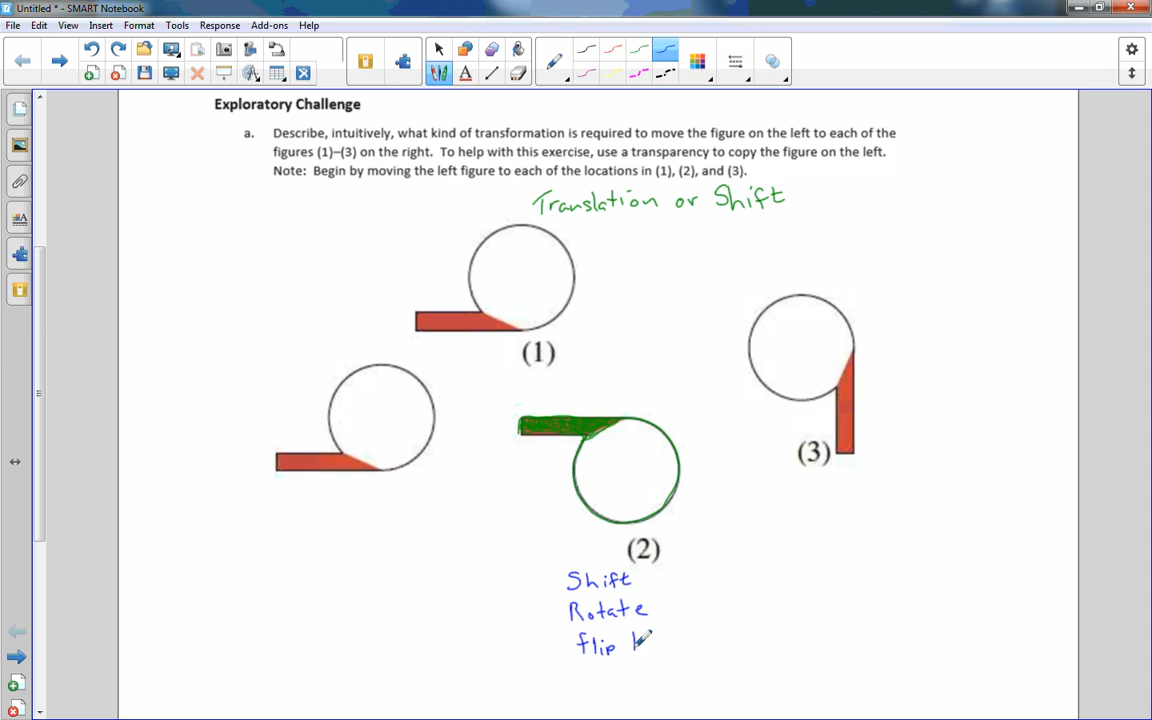 Untitled * - SMART Notebook
File Edit View Insert Format Tools Response Add-ons Help
Exploratory Challenge
a. Describe, intuitively, what kind of transformation is required to move the figure on the left to each of the
figures (1)–(3) on the right. To help with this exercise, use a transparency to copy the figure on the left.
Note: Begin by moving the left figure to each of the locations in (1), (2), and (3).
Translation or Shift
(1)
(3)
(2)
Shift
Rotate
flip